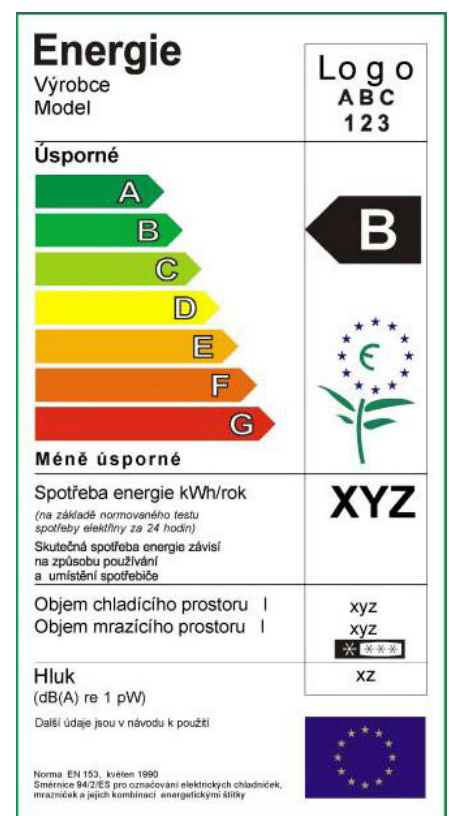 Energie
Výrobce
Model
Logo
ABC
123
Úsporné
A
B
C
D
E
F
G
B
Méně úsporné
Spotřeba energie kWh/rok
XYZ
(na základě normovaného testu
spotřeby elektřiny za 24 hodin)
Skutečná spotřeba energie závisí
na způsobu používání
a umístění spotřebiče
Objem chladícího prostoru l
xyz
Objem mrazícího prostoru l
xyz
Hluk
xz
(dB(A) re 1 pW)
Další údaje jsou v návodu k použití
Norma EN 153, květen 1990
Směrnice 94/2/ES pro označování elektrických chladniček,
mrazniček a jejich kombinací energetickými štítky